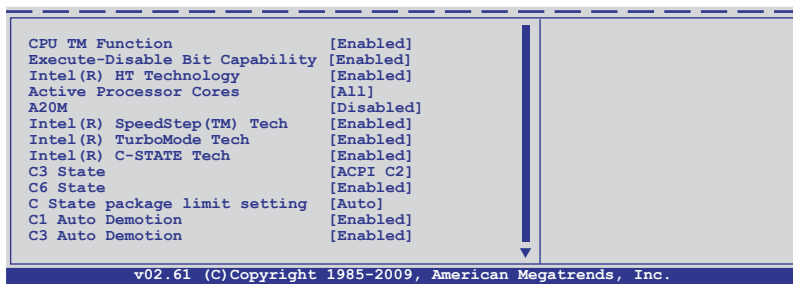 CPU TM Function [Enabled]
Execute-Disable Bit Capability [Enabled]
Intel(R) HT Technology [Enabled]
Active Processor Cores [All]
A20M [Disabled]
Intel(R) SpeedStep(TM) Tech [Enabled]
Intel(R) TurboMode Tech [Enabled]
Intel(R) C-STATE Tech [Enabled]
C3 State [ACPI C2]
C6 State [Enabled]
C State package limit setting [Auto]
C1 Auto Demotion [Enabled]
C3 Auto Demotion [Enabled]
v02.61 (C)Copyright 1985-2009, American Megatrends, Inc.